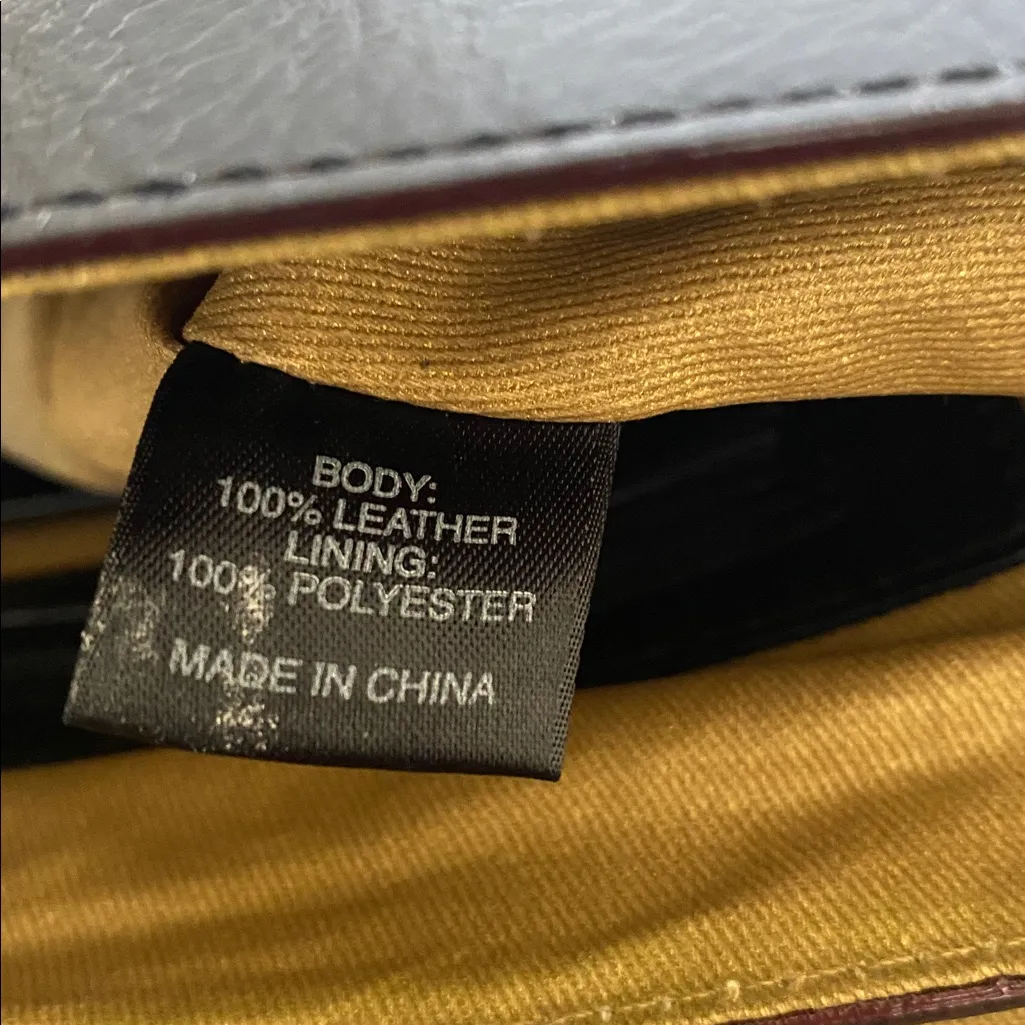 BODY:
100% LEATHER
LINING:
100% POLYESTER
MADE IN CHINA